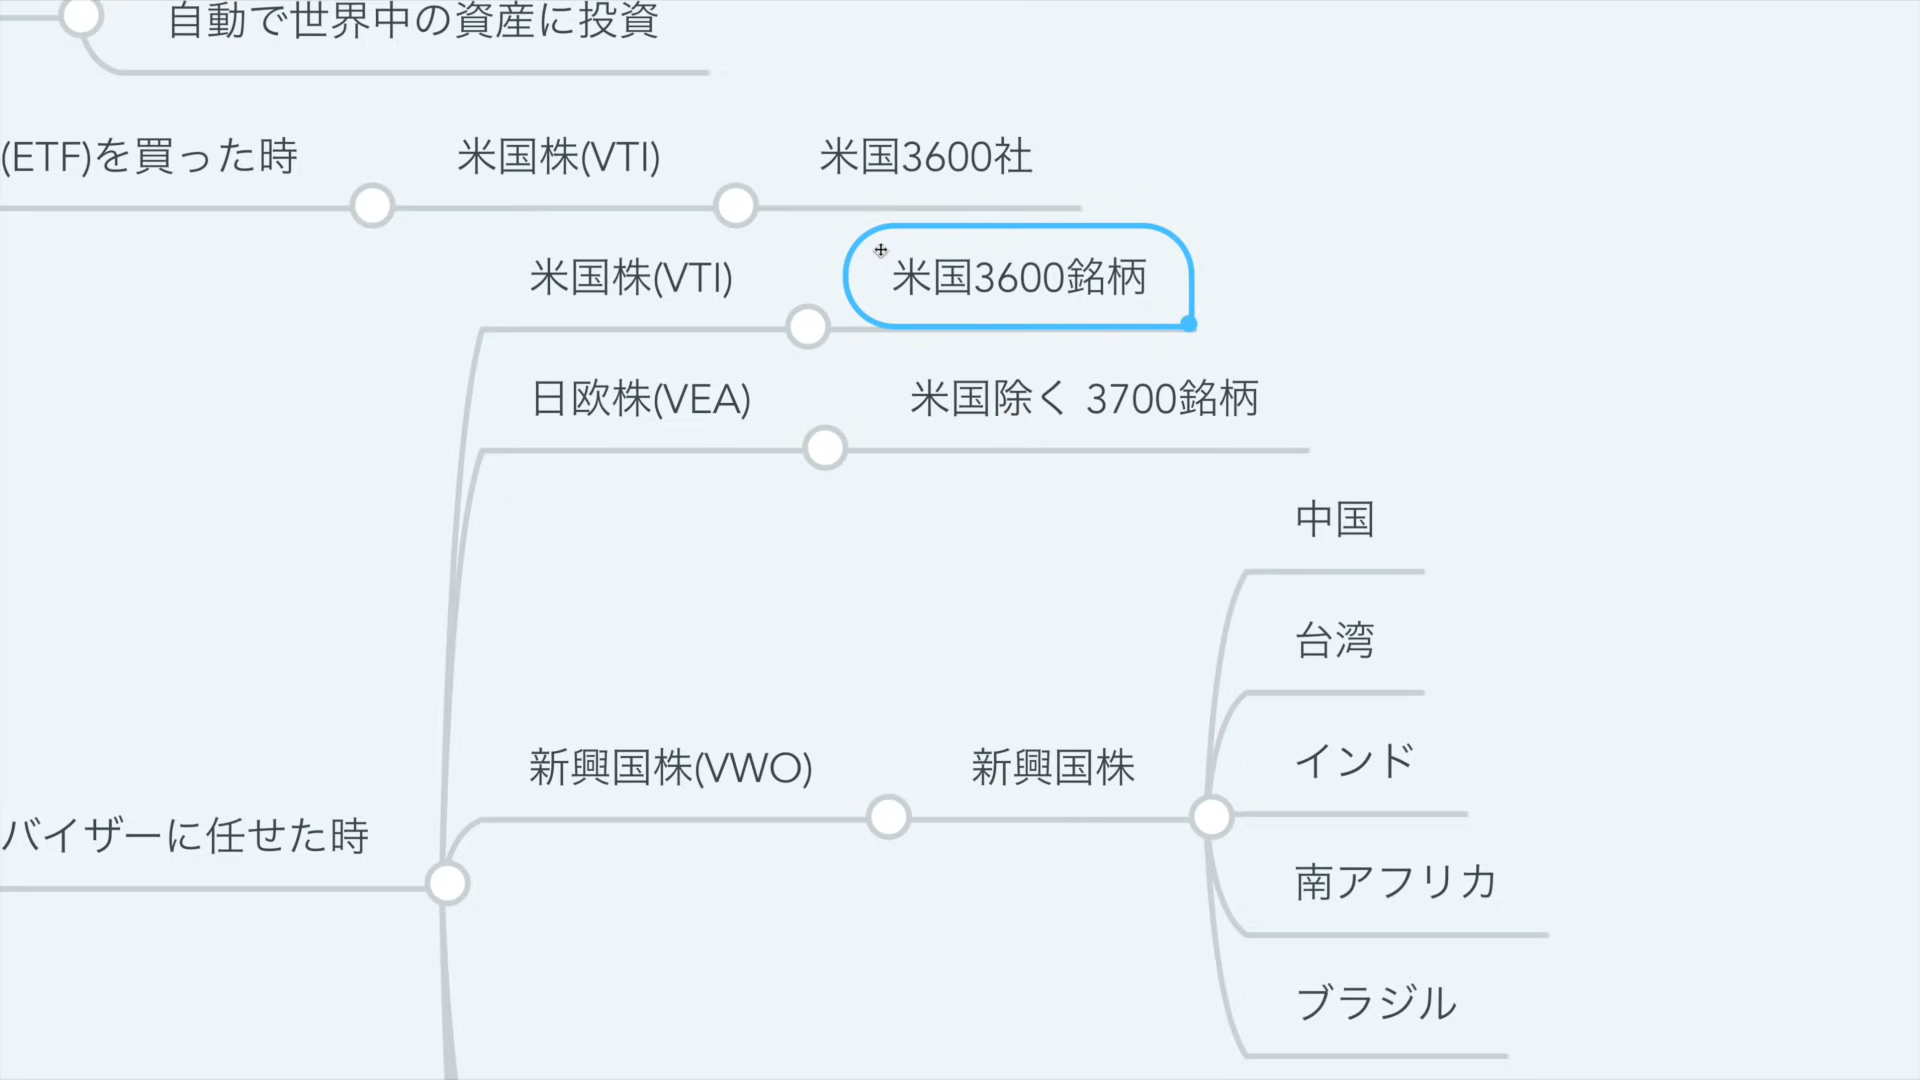 自動で世界中の資産に投資
(ETF)を買った時
米国株(VTI)
米国3600社
米国株(VTI)
米国3600銘柄
日欧株(VEA)
米国除く 3700銘柄
中国
台湾
インド
新興国株(VWO)
新興国株
バイザーに任せた時
南アフリカ
ブラジル